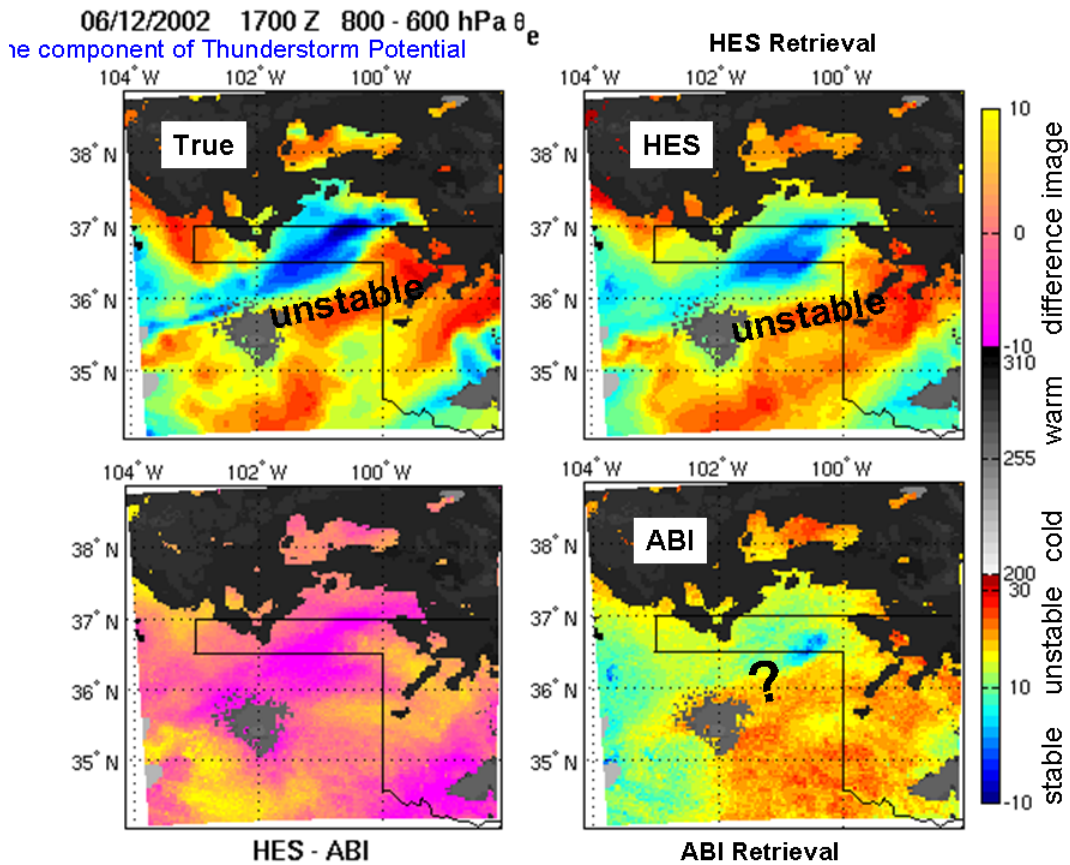 06/12/2002 1700 Z 800 - 600 hPa θe
ne component of Thunderstorm Potential
HES Retrieval
104° W 102° W 100° W
104° W 102° W 100° W
True
HES
38° N
37° N
36° N
35° N
38° N
37° N
36° N
35° N
unstable
unstable
10
0
-10
310
255
200
30
10
-10
difference image
warm
cold
unstable
stable
104° W 102° W 100° W
104° W 102° W 100° W
ABI
38° N
37° N
36° N
35° N
38° N
37° N
36° N
35° N
?
HES - ABI
ABI Retrieval